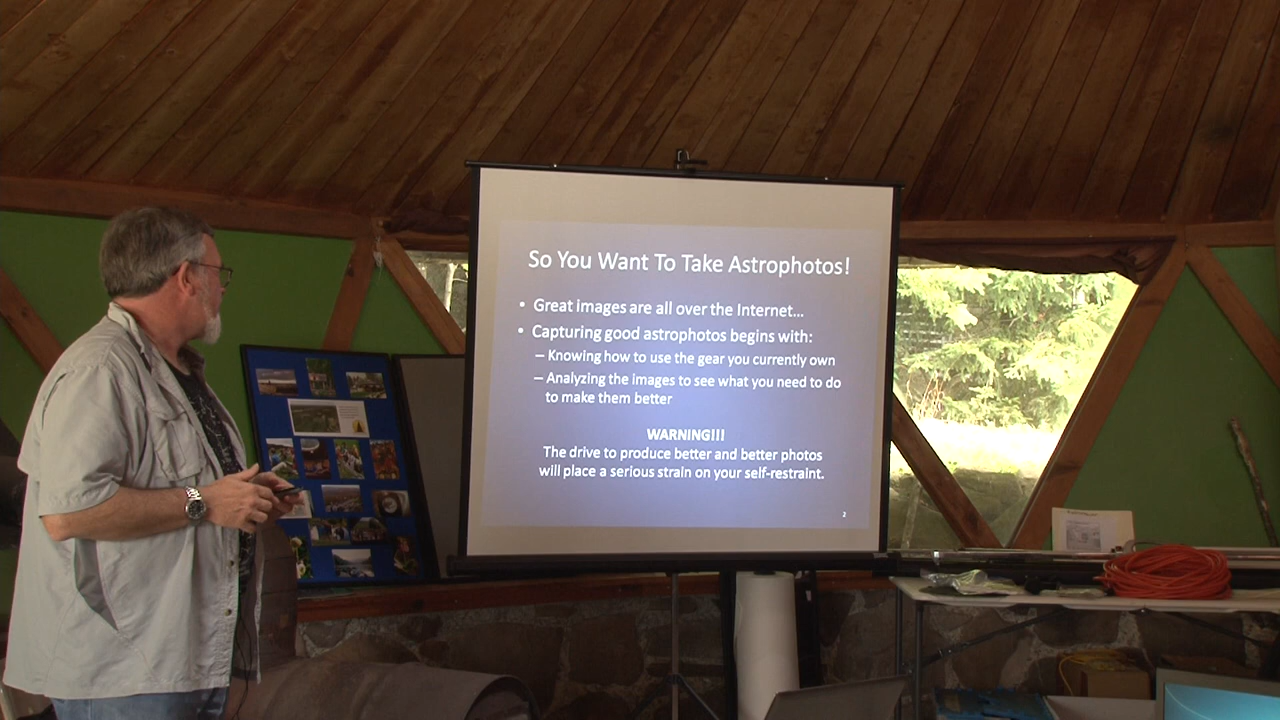 So You Want To Take Astrophotos!
• Great images are all over the Internet...
• Capturing good astrophotos begins with:
– Knowing how to use the gear you currently own
– Analyzing the images to see what you need to do
to make them better
WARNING!!!
The drive to produce better and better photos
will place a serious strain on your self-restraint.
2